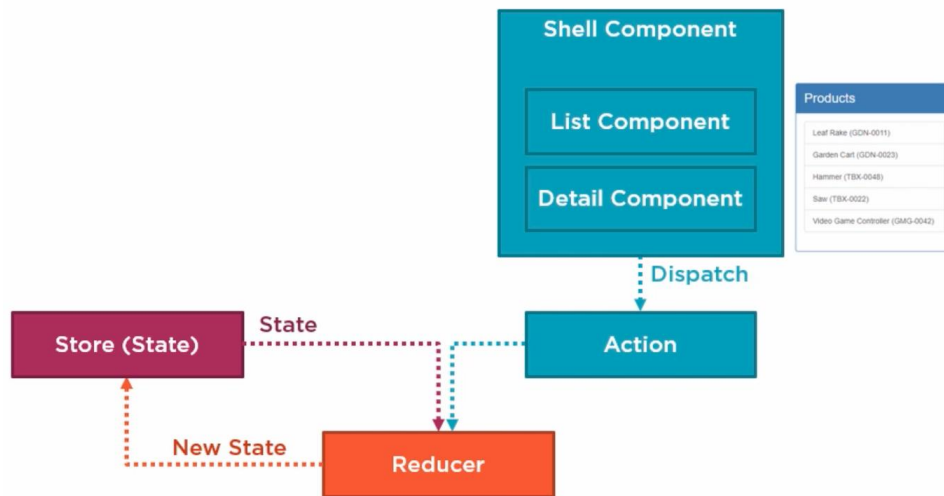 Shell Component
List Component
Detail Component
Products
Leaf Rake (GDN-0011)
Garden Cart (GDN-0023)
Hammer (TBX-0048)
Saw (TBX-0022)
Video Game Controller (GMG-0042)
Dispatch
State
Store (State)
Action
New State
Reducer